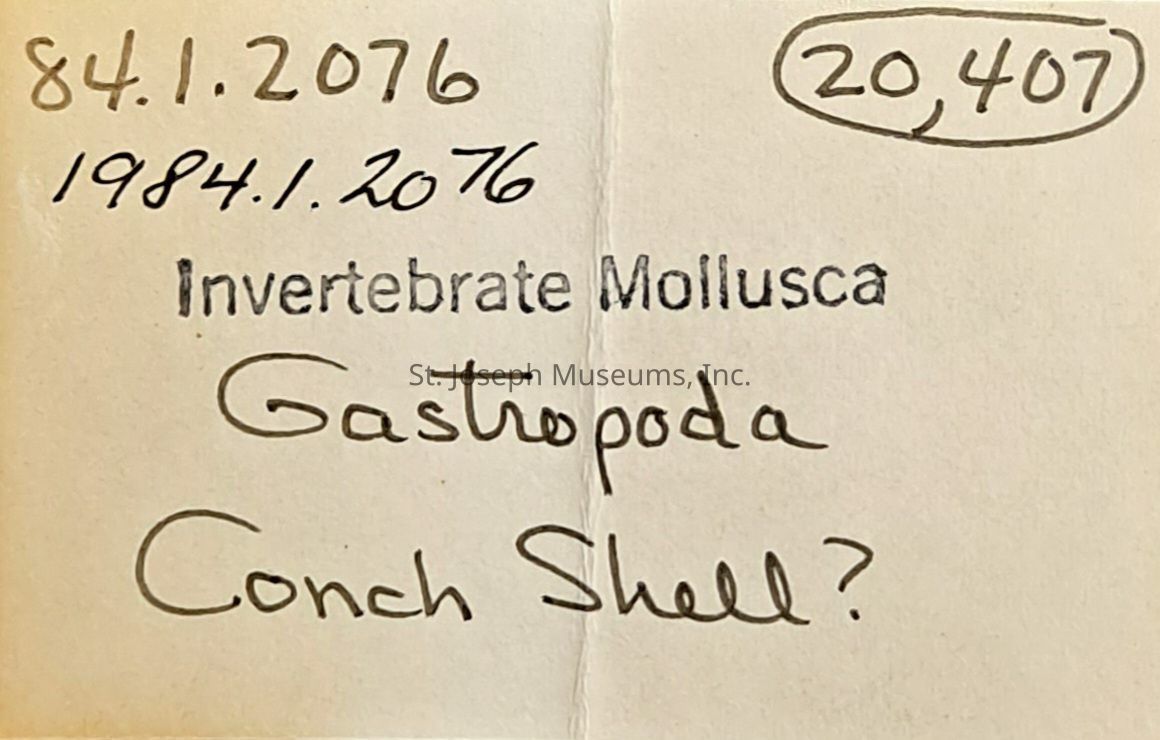 84.1.2076 20,407
1984.1.2076
Invertebrate Mollusca
St. Joseph Museums, Inc.
Gastropoda
Conch Shell?